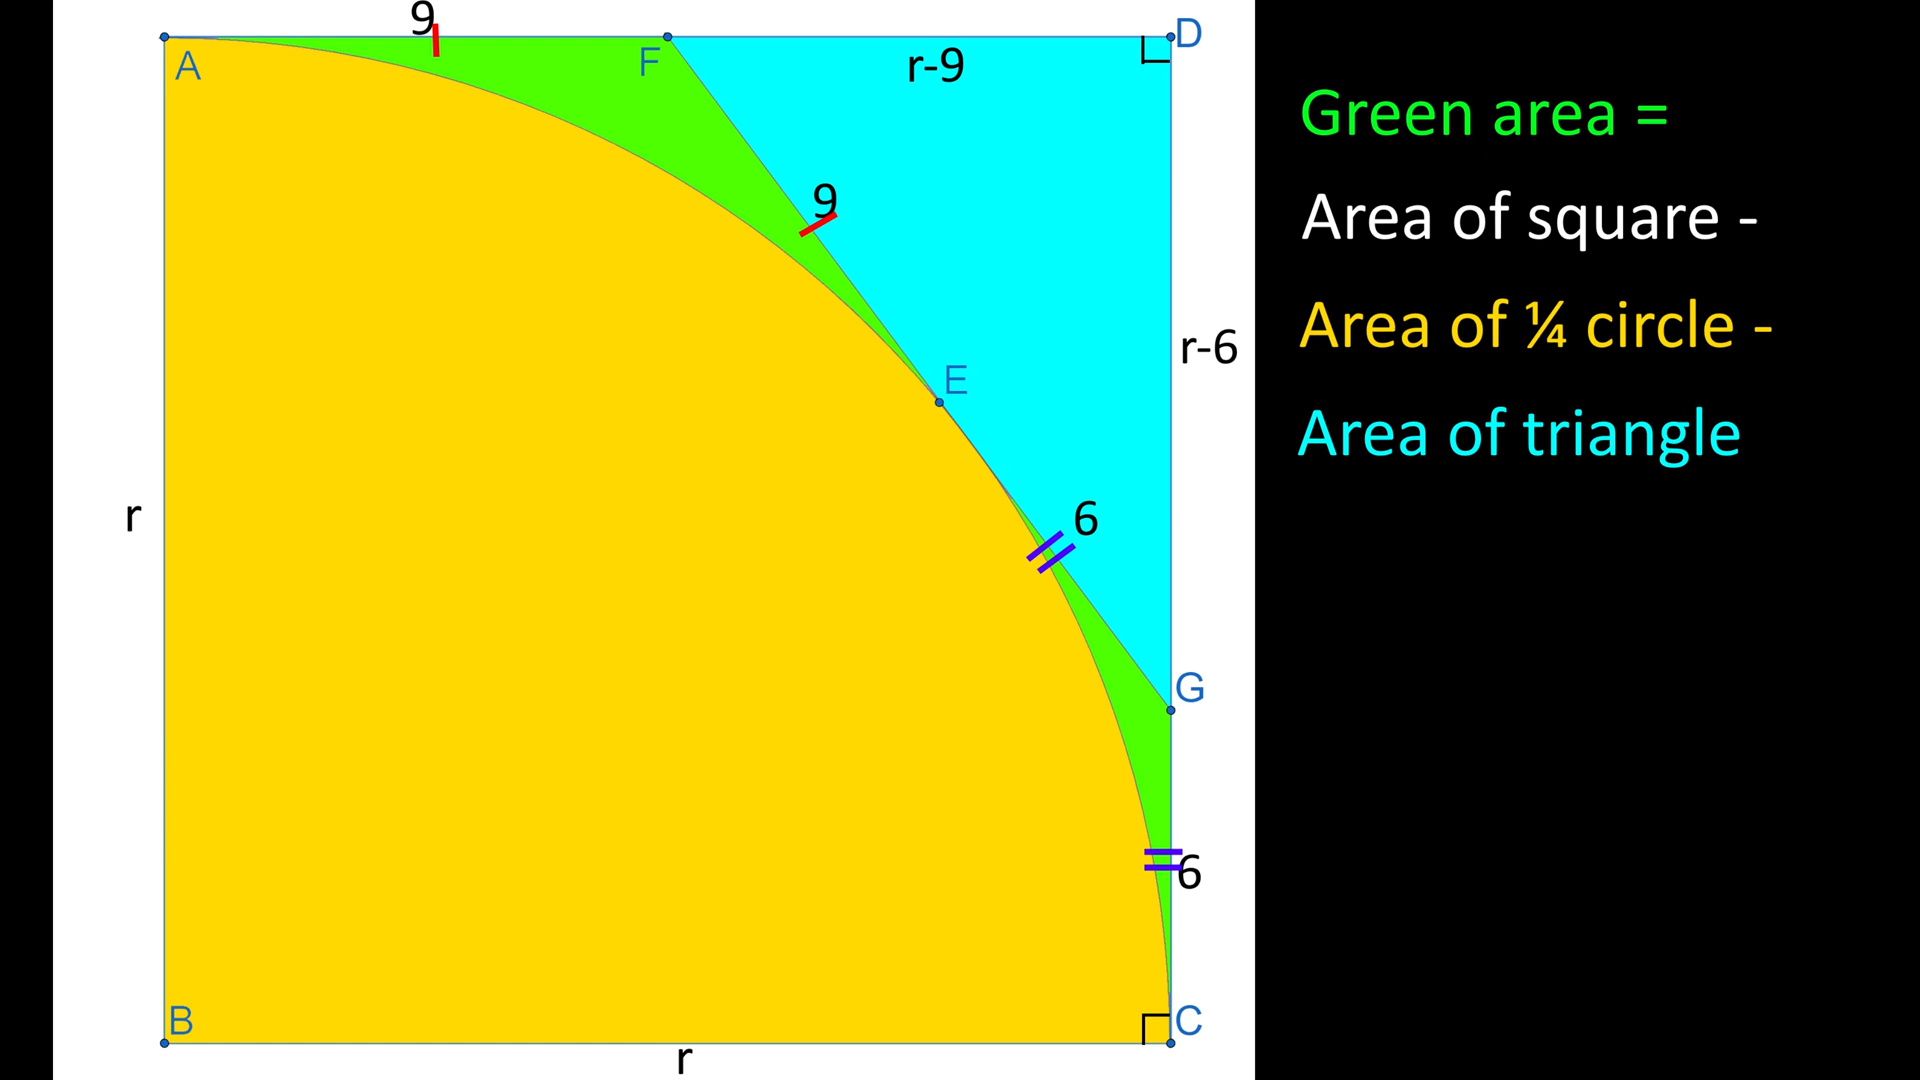 9
A
F
D
r-9
9
r-6
E
r
6
G
6
B
C
r
Green area =
Area of square -
Area of ¼ circle -
Area of triangle